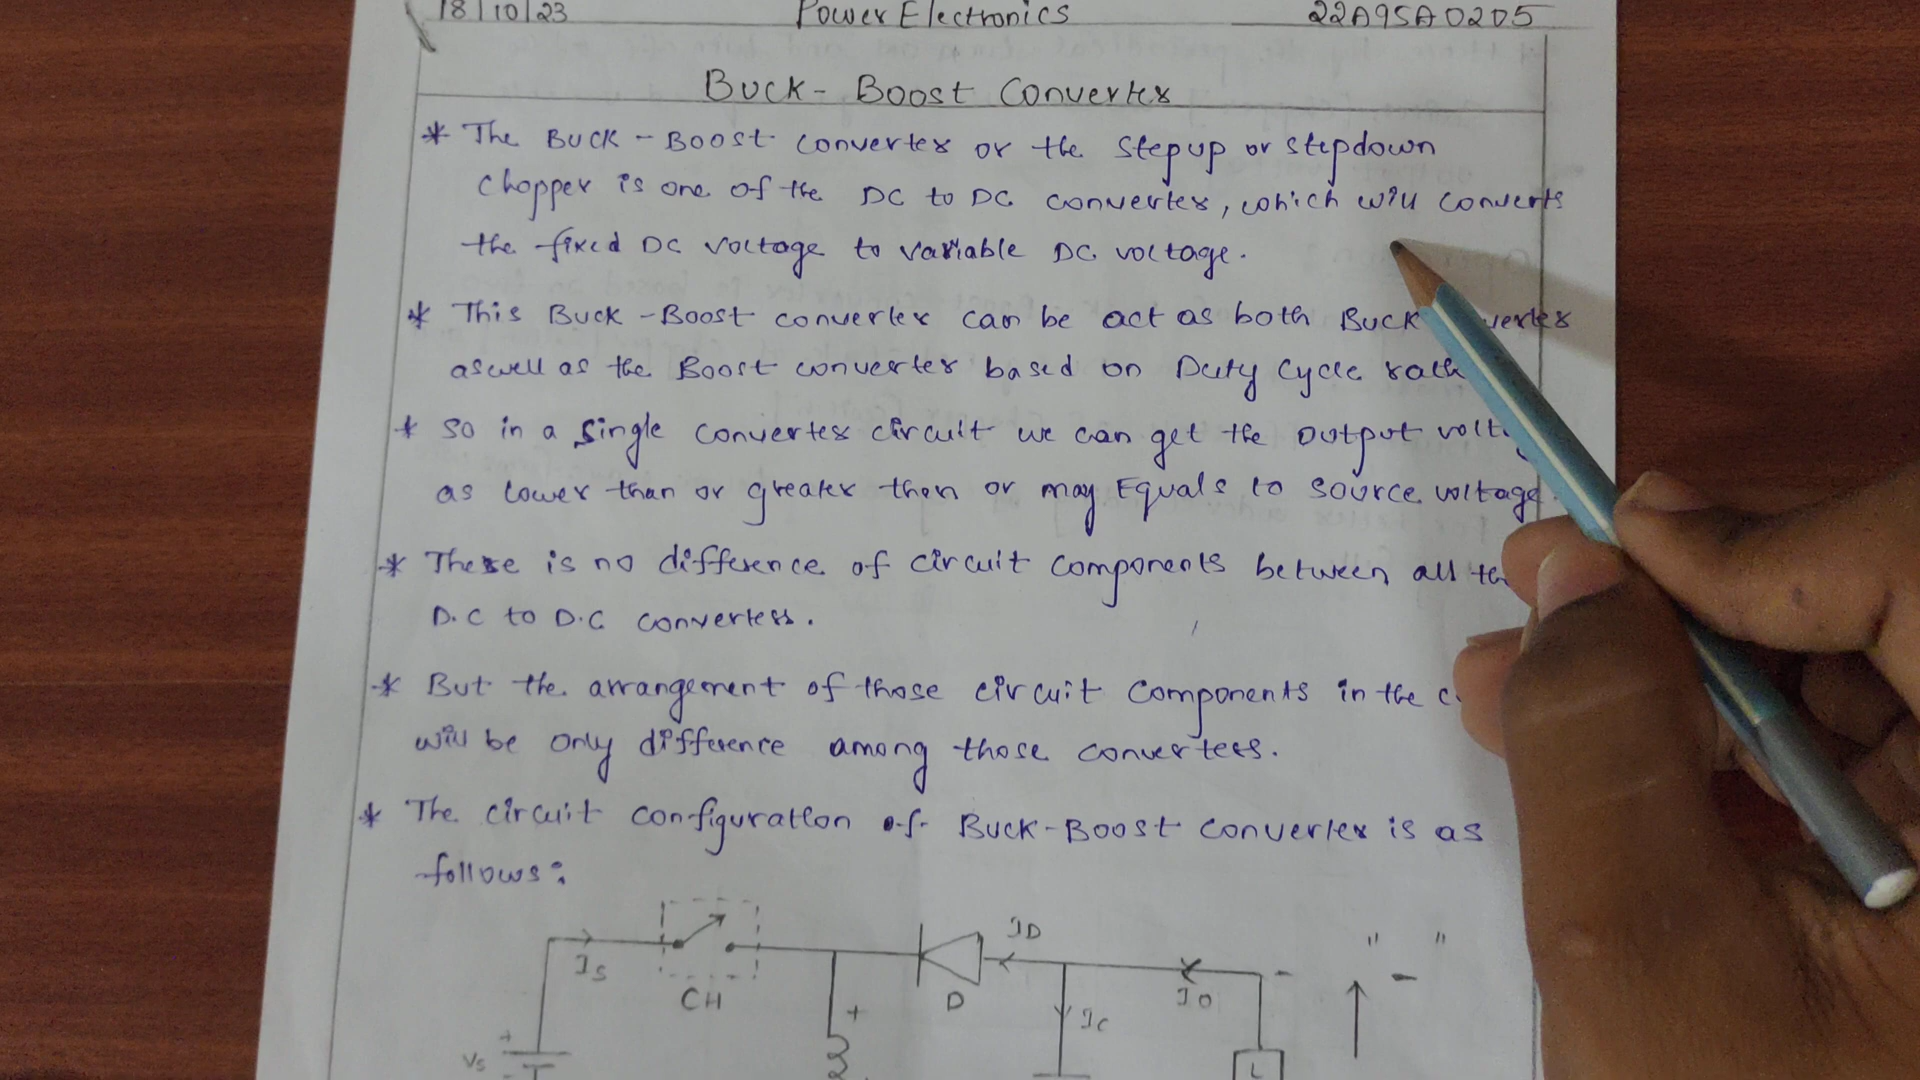 18/10/23 Power Electronics 22A95A0205
Buck-Boost Converter
* The Buck-Boost converter or the Stepup or stepdown
Chopper is one of the DC to DC converter, which will converts
the fixed DC voltage to variable DC voltage.
* This Buck-Boost converter can be act as both Buck
aswell as the Boost converter based on Duty Cycle
* So in a single converter circuit we can get the output
as lower than or greater then or may Equals to source voltage.
* There is no difference of circuit components between all
D.C to D.C converters.
* But the arrangement of those circuit components in the
will be only difference among those converters.
* The circuit configuration of Buck-Boost converter is as
follows:
IS CH D ID IC IO - " - "
+ VS + L